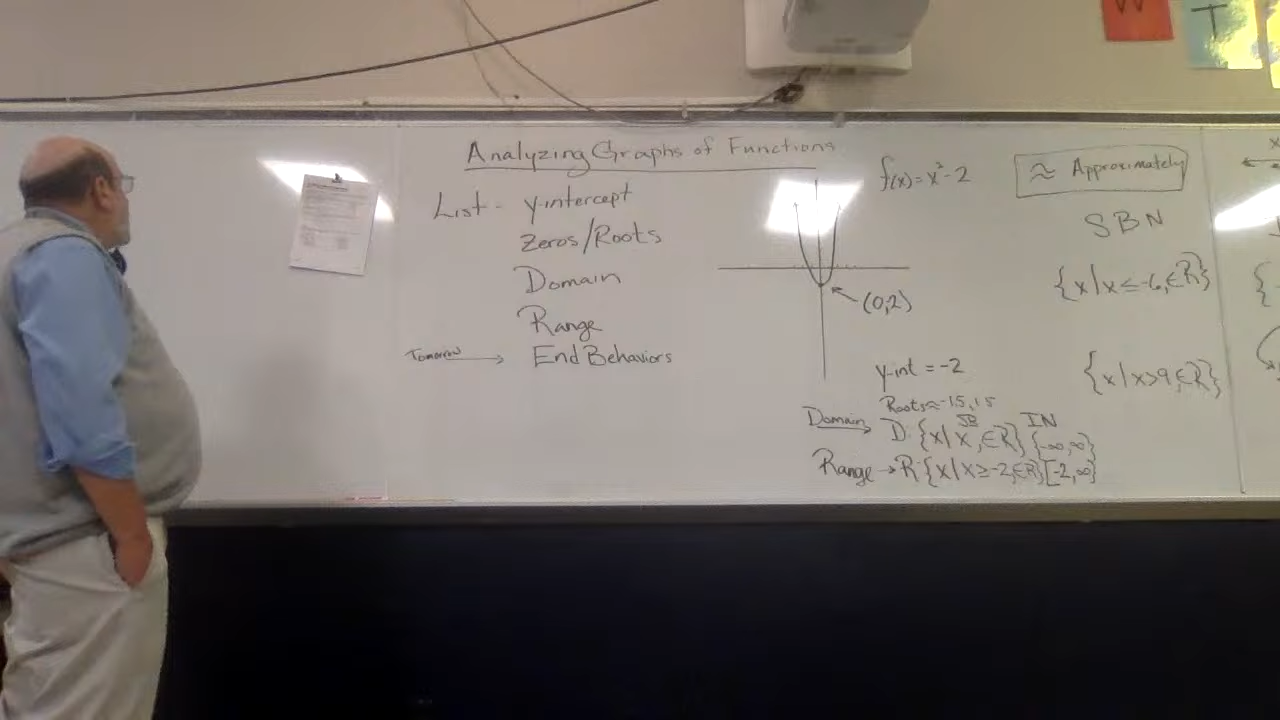 W T
Analyzing Graphs of Functions
List - y-intercept
Zeros/Roots
Domain
Range
Tomorrow → End Behaviors
f(x) = x² - 2
(0,2)
y-int = -2
Roots ≈ -1.5, 1.5
SB IN
Domain → D: {x|x, ∈ℝ} {-∞,∞}
Range → R: {x|x ≥ -2, ∈ℝ} [-2,∞}
≈ Approximately
SBN
{x|x ≤ -6, ∈ℝ}
{x|x>9, ∈ℝ}
x